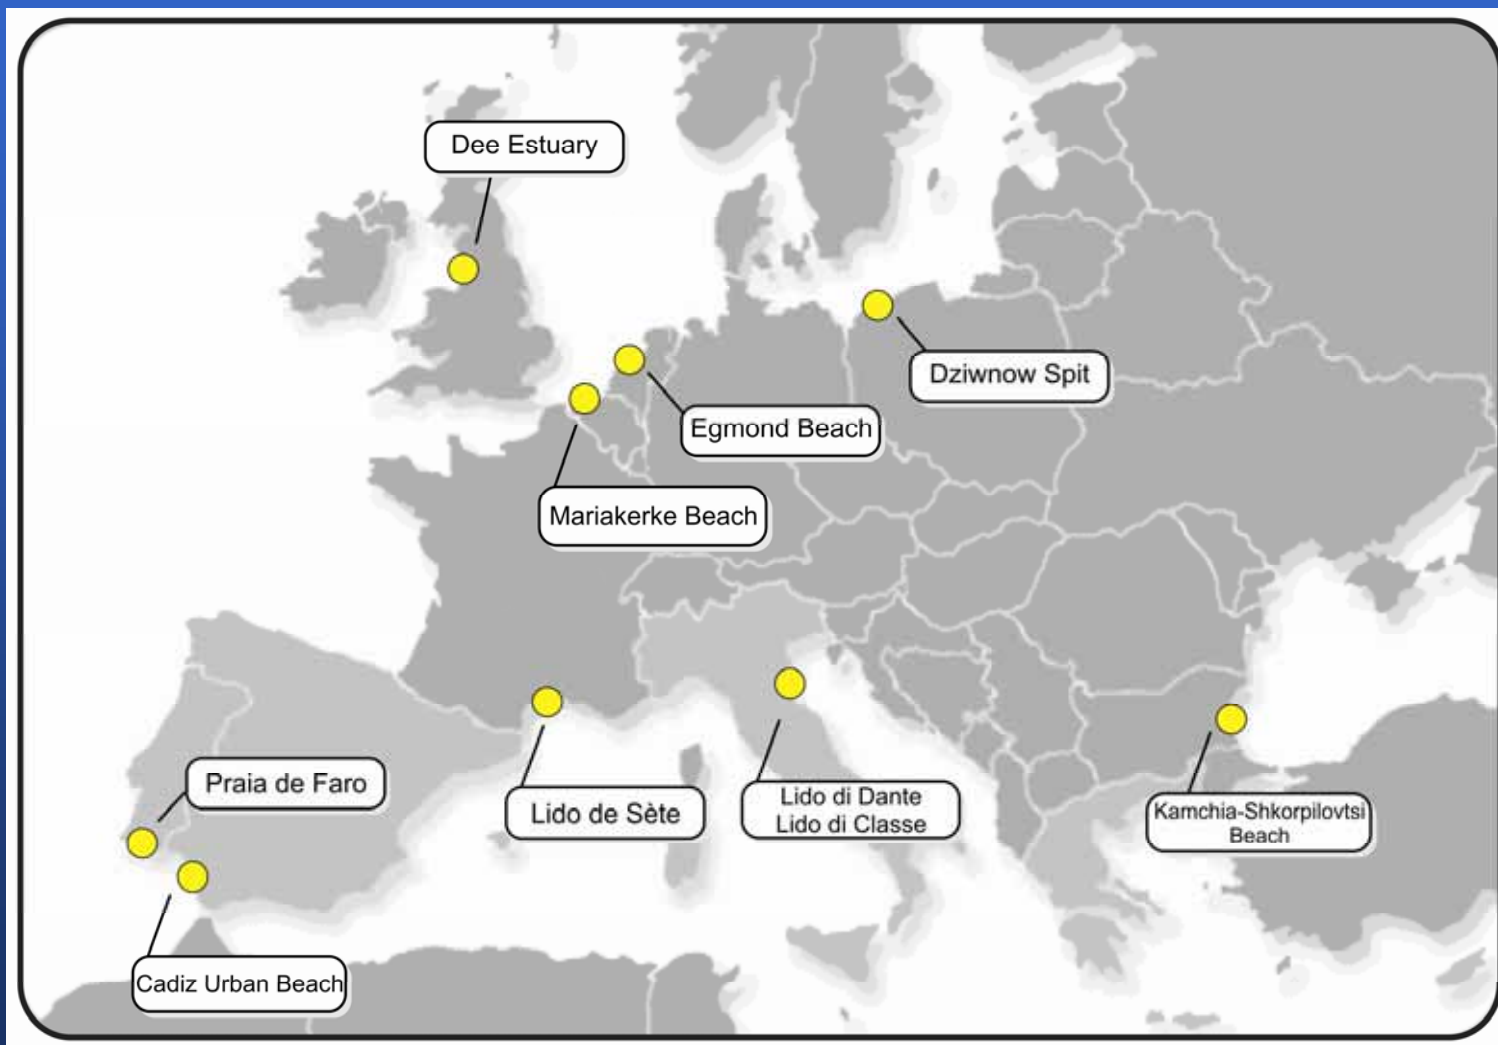 Dee Estuary
Dziwnow Spit
Egmond Beach
Mariakerke Beach
Praia de Faro
Lido de Sète
Lido di Dante
Lido di Classe
Kamchia-Shkorpilovtsi
Beach
Cadiz Urban Beach